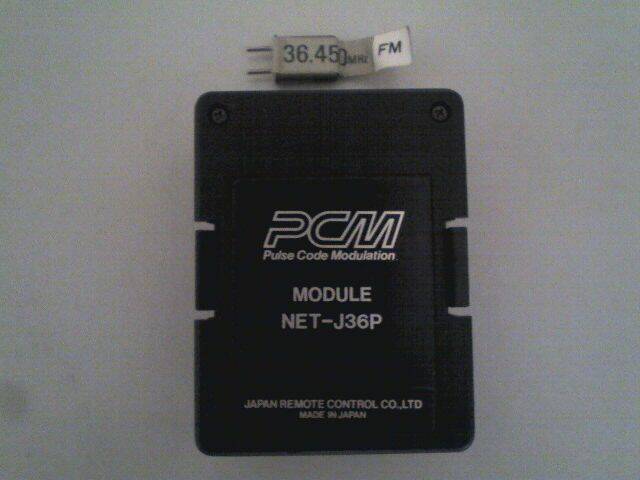 36.450MHz FM
PCM
Pulse Code Modulation
MODULE
NET-J36P
JAPAN REMOTE CONTROL CO.,LTD
MADE IN JAPAN